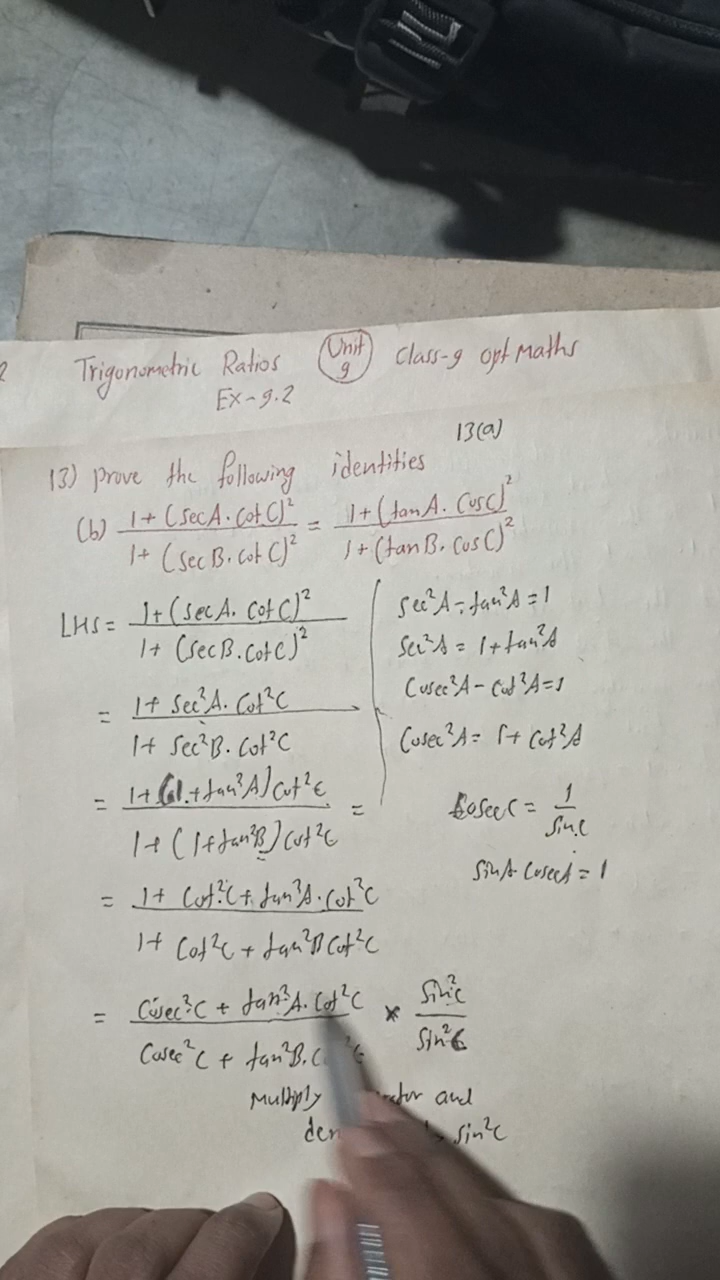 2
Trigonometric Ratios Unit 9 Class-9 opt Maths
Ex-9.2
13(a)
13) prove the following identities
(b) 1+(secA.cotC)² / 1+(secB.cotC)² = 1+(tanA.CosC)² / 1+(tanB.CosC)²
LHS = 1+(secA.CotC)² / 1+(secB.CotC)²
sec²A-tan²A=1
sec²A = 1+tan²A
= 1+Sec²A.Cot²C / 1+Sec²B.Cot²C
Cosec²A-Cot²A=1
Cosec²A= 1+Cot²A
= 1+(1+tan²A)Cot²C / 1+(1+tan²B)Cot²C =
CosecC = 1 / sin.C
SinA.CosecA = 1
= 1+ Cot²C+tan²A.Cot²C / 1+ Cot²C + tan²B Cot²C
= Cosec²C + tan²A.Cot²C / Cosec²C + tan²B.C × Sin²C / Sin²C
Multiply and
sin²C